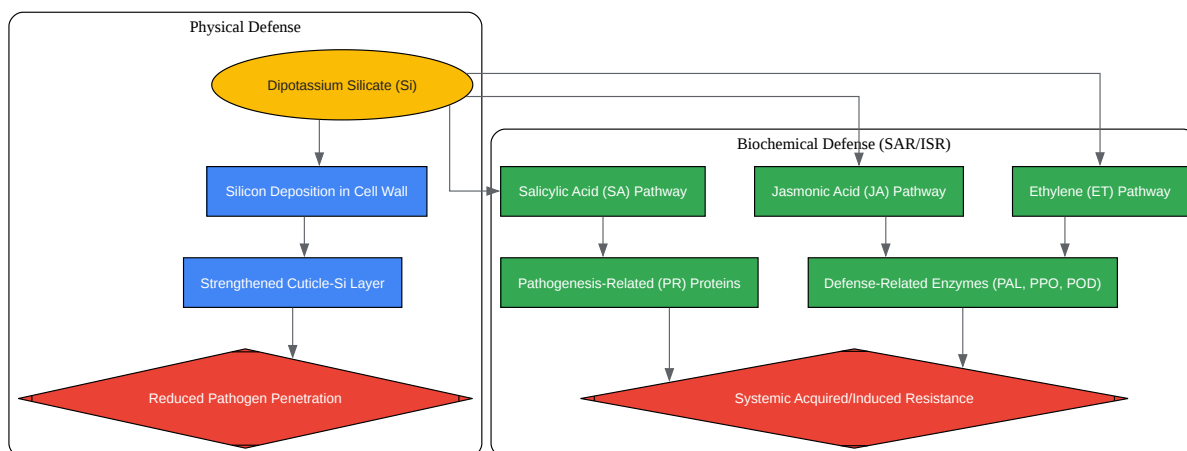 Physical Defense
Dipotassium Silicate (Si)
Biochemical Defense (SAR/ISR)
Silicon Deposition in Cell Wall
Salicylic Acid (SA) Pathway
Jasmonic Acid (JA) Pathway
Ethylene (ET) Pathway
Strengthened Cuticle-Si Layer
Pathogenesis-Related (PR) Proteins
Defense-Related Enzymes (PAL, PPO, POD)
Reduced Pathogen Penetration
Systemic Acquired/Induced Resistance